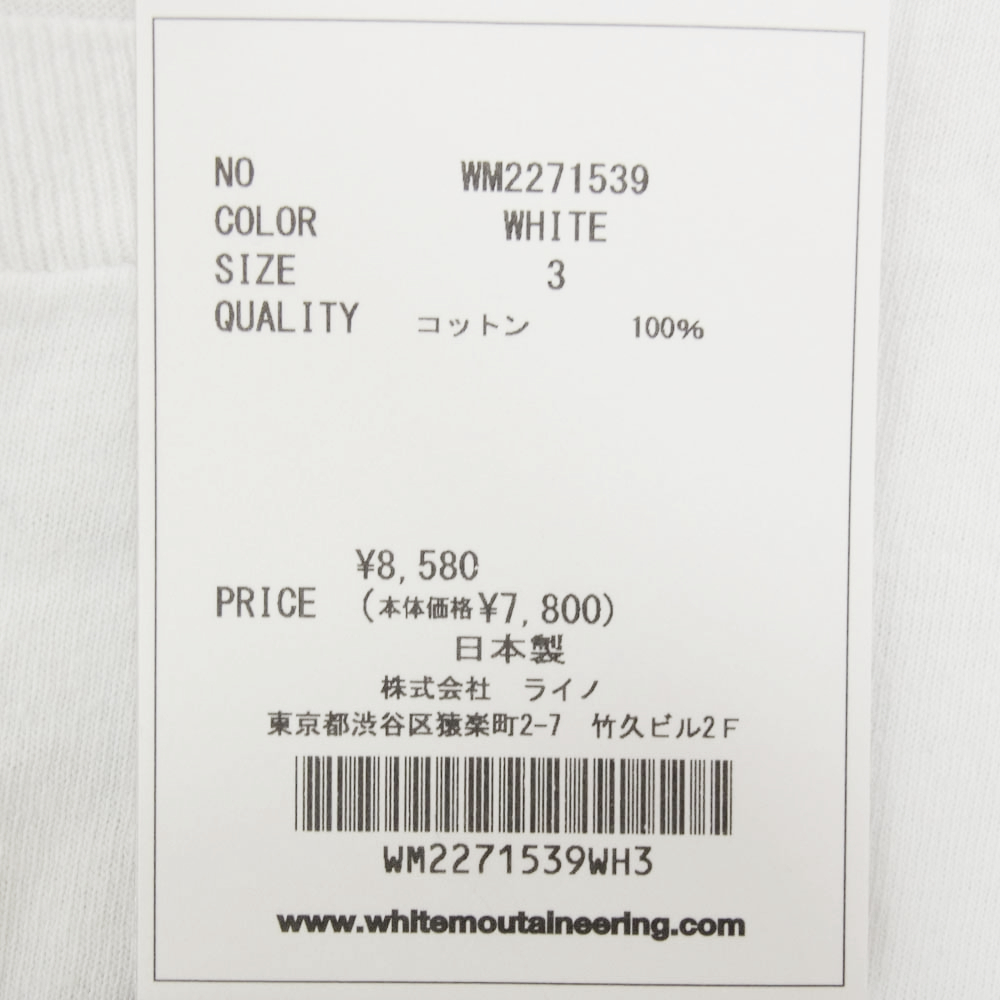 NO WM2271539
COLOR WHITE
SIZE 3
QUALITY コットン 100%
¥8,580
PRICE (本体価格¥7,800)
日本製
株式会社 ライノ
東京都渋谷区猿楽町2-7 竹久ビル2F
WM2271539WH3
www.whitemoutaineering.com